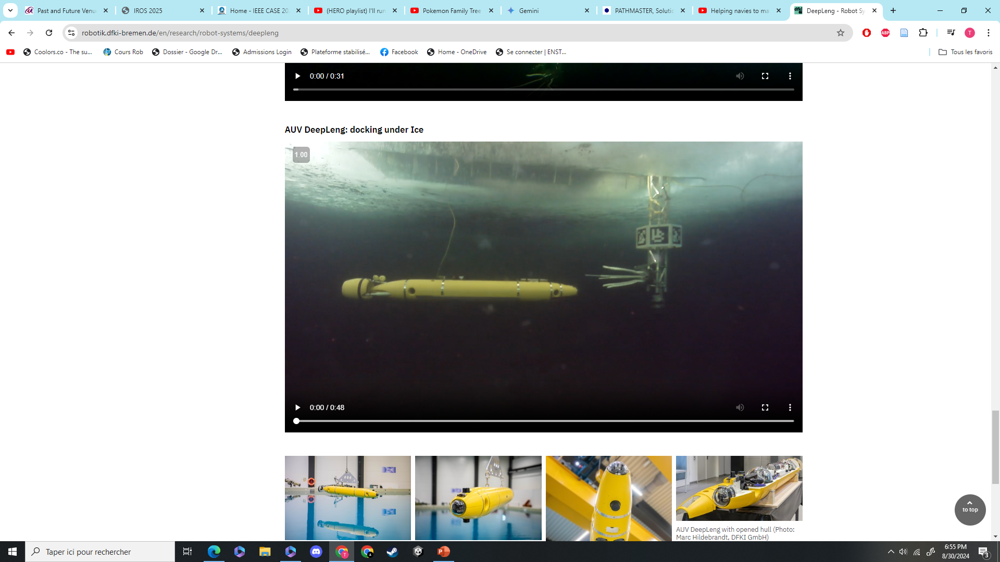 Past and Future Venu
IROS 2025
Home - IEEE CASE 202
(HERO playlist) I'll run
Pokemon Family Tree
Gemini
PATHMASTER, Solutio
Helping navies to ma
DeepLeng - Robot Sy
robotik.dfki-bremen.de/en/research/robot-systems/deepleng
ABP
T
Coolors.co - The su...
Cours Rob
Dossier - Google Dr...
Admissions Login
Plateforme stabilisé...
Facebook
Home - OneDrive
Se connecter | ENST...
Tous les favoris
0:00 / 0:31
AUV DeepLeng: docking under Ice
1.00
0:00 / 0:48
to top
AUV DeepLeng with opened hull (Photo:
Marc Hildebrandt, DFKI GmbH)
Taper ici pour rechercher
6:55 PM
8/30/2024
3